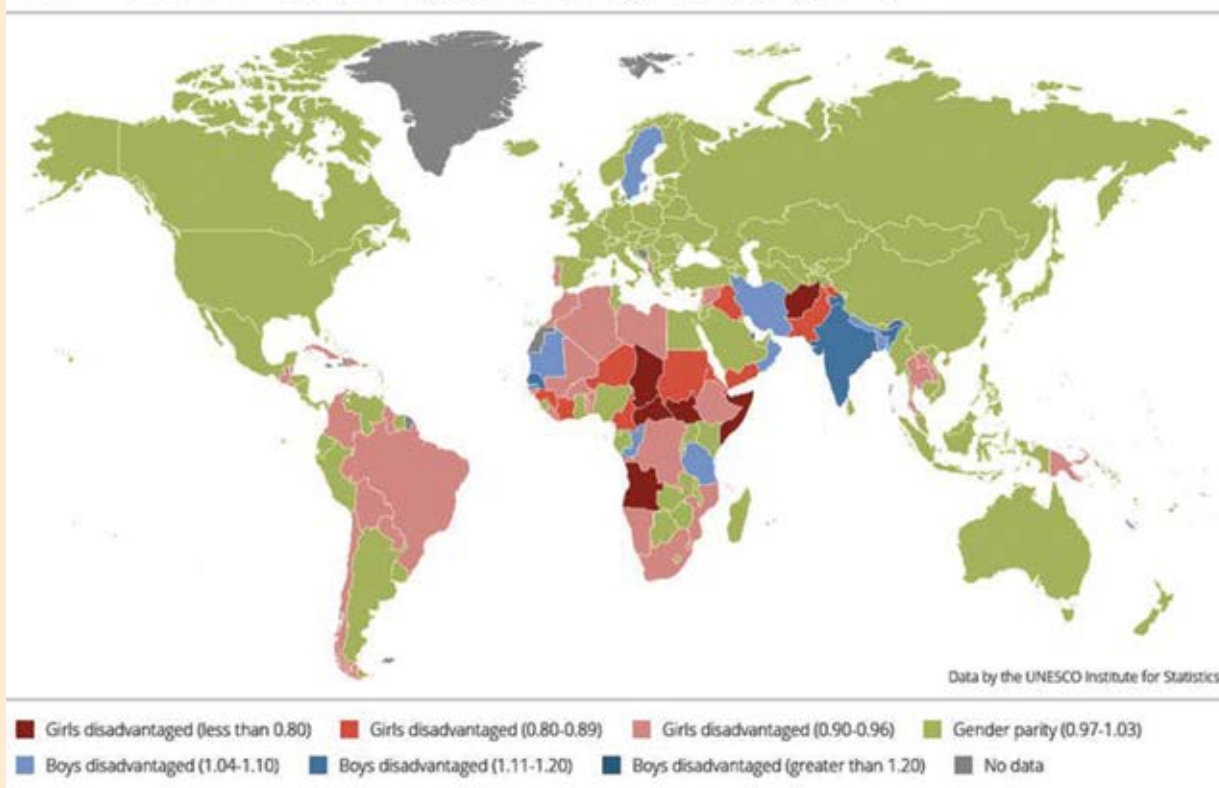 Data by the UNESCO Institute for Statistics
Girls disadvantaged (less than 0.80) Girls disadvantaged (0.80-0.89) Girls disadvantaged (0.90-0.96) Gender parity (0.97-1.03)
Boys disadvantaged (1.04-1.10) Boys disadvantaged (1.11-1.20) Boys disadvantaged (greater than 1.20) No data